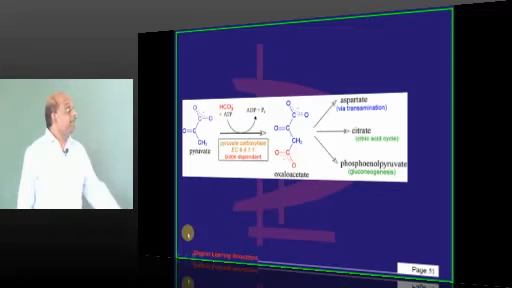 HCO3
+ ATP
ADP + Pi
pyruvate carboxylase
EC 6.4.1.1
biotin dependant
pyruvate
oxaloacetate
aspartate
(via transamination)
citrate
(citric acid cycle)
phosphoenolpyruvate
(gluconeogenesis)
Page 11